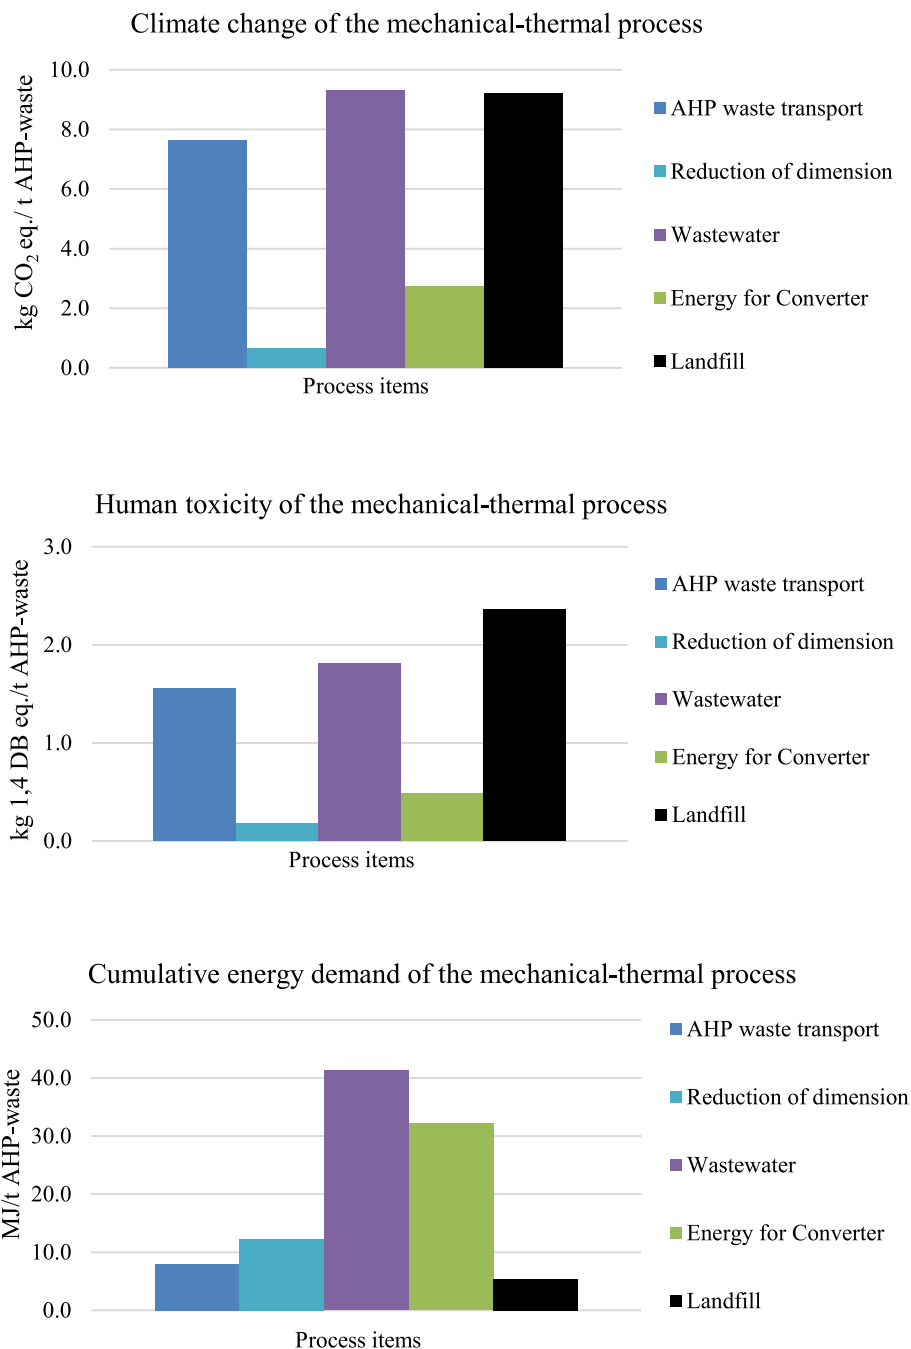 Climate change of the mechanical-thermal process
kg CO2 eq./ t AHP-waste
10.0
8.0
6.0
4.0
2.0
0.0
Process items
AHP waste transport
Reduction of dimension
Wastewater
Energy for Converter
Landfill
Human toxicity of the mechanical-thermal process
kg 1,4 DB eq./t AHP-waste
3.0
2.0
1.0
0.0
Process items
AHP waste transport
Reduction of dimension
Wastewater
Energy for Converter
Landfill
Cumulative energy demand of the mechanical-thermal process
MJ/t AHP-waste
50.0
40.0
30.0
20.0
10.0
0.0
Process items
AHP waste transport
Reduction of dimension
Wastewater
Energy for Converter
Landfill